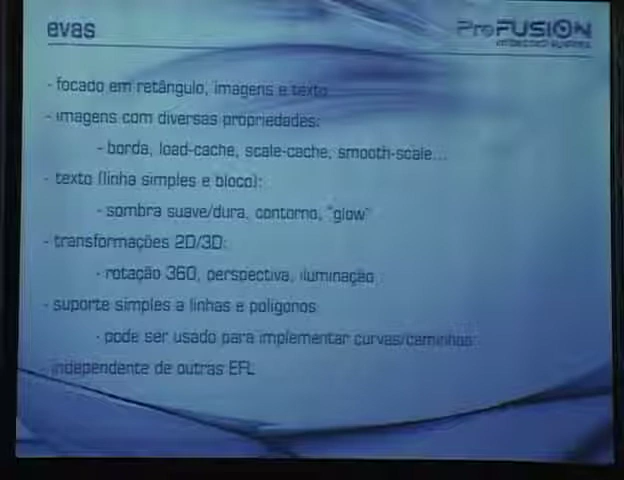 evas
ProFUSION
embedded systems
- focado em retângulo, imagens e texto
- imagens com diversas propriedades:
- borda, load-cache, scale-cache, smooth-scale...
- texto (linha simples e bloco):
- sombra suave/dura, contorno, "glow"
- transformações 2D/3D:
- rotação 360, perspectiva, iluminação
- suporte simples a linhas e polígonos
- pode ser usado para implementar curvas/caminhos
independente de outras EFL